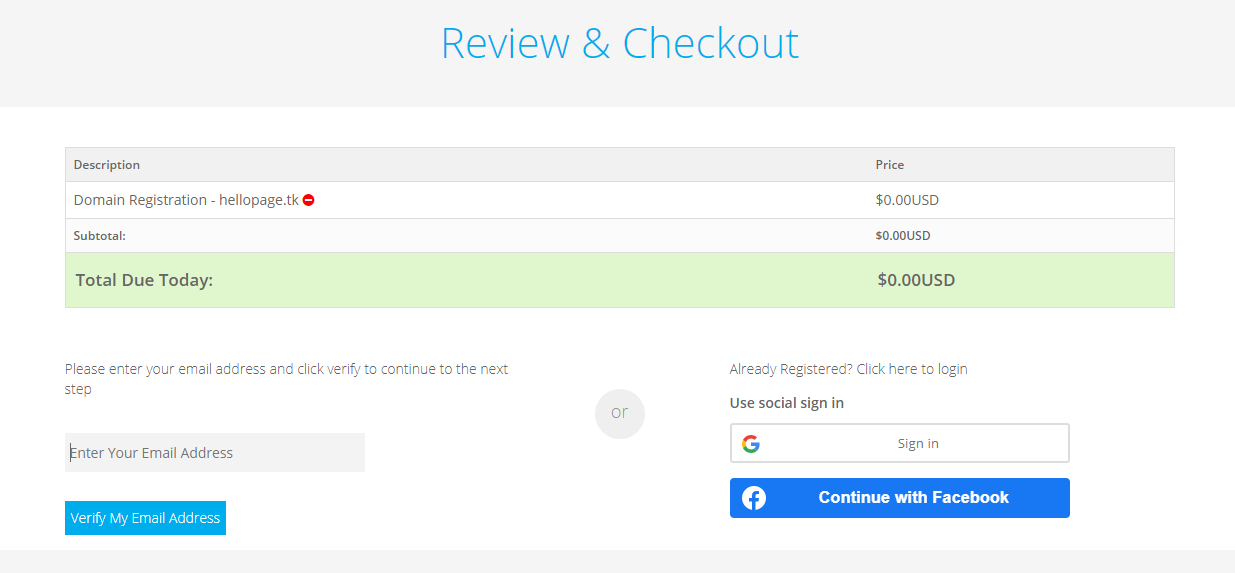 Review & Checkout
Description Price
Domain Registration - hellopage.tk $0.00USD
Subtotal: $0.00USD
Total Due Today: $0.00USD
Please enter your email address and click verify to continue to the next
step
Enter Your Email Address
Verify My Email Address
or
Already Registered? Click here to login
Use social sign in
Sign in
Continue with Facebook